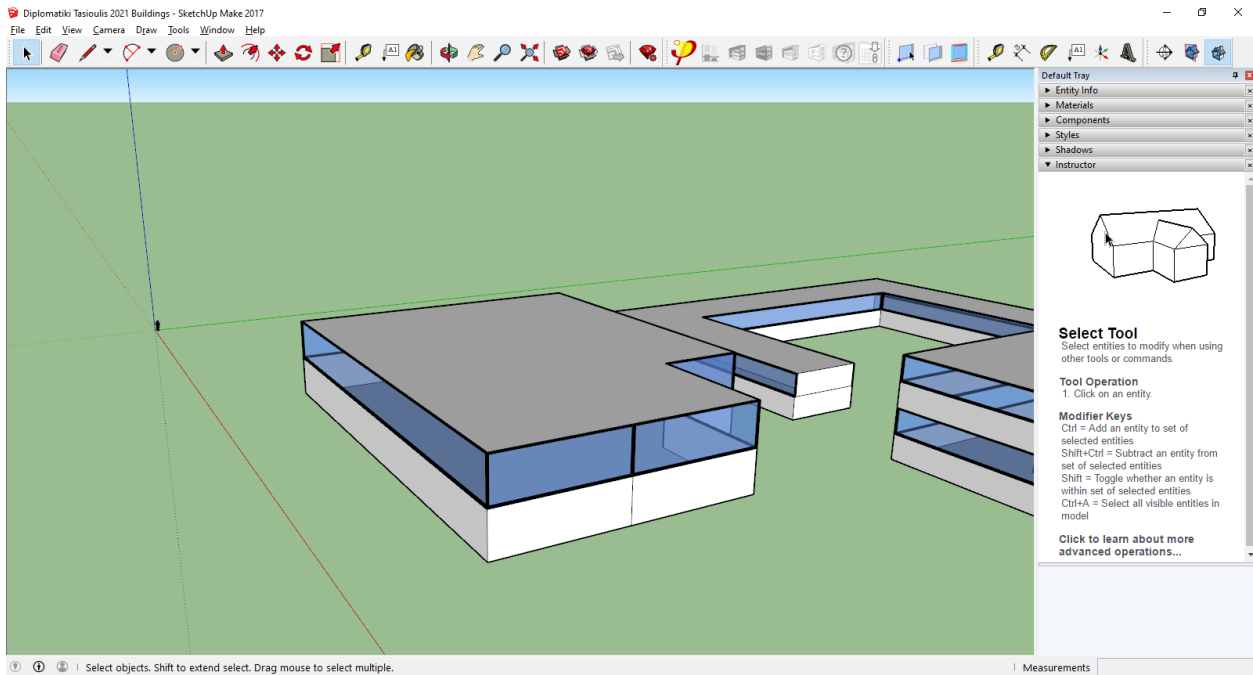 Diplomatiki Tasioulis 2021 Buildings - SketchUp Make 2017
File Edit View Camera Draw Tools Window Help
A1
A1
Default Tray
Entity Info
Materials
Components
Styles
Shadows
Instructor
Select Tool
Select entities to modify when using
other tools or commands.
Tool Operation
1. Click on an entity.
Modifier Keys
Ctrl = Add an entity to set of
selected entities
Shift+Ctrl = Subtract an entity from
set of selected entities
Shift = Toggle whether an entity is
within set of selected entities
Ctrl+A = Select all visible entities in
model
Click to learn about more
advanced operations...
Select objects. Shift to extend select. Drag mouse to select multiple.
Measurements